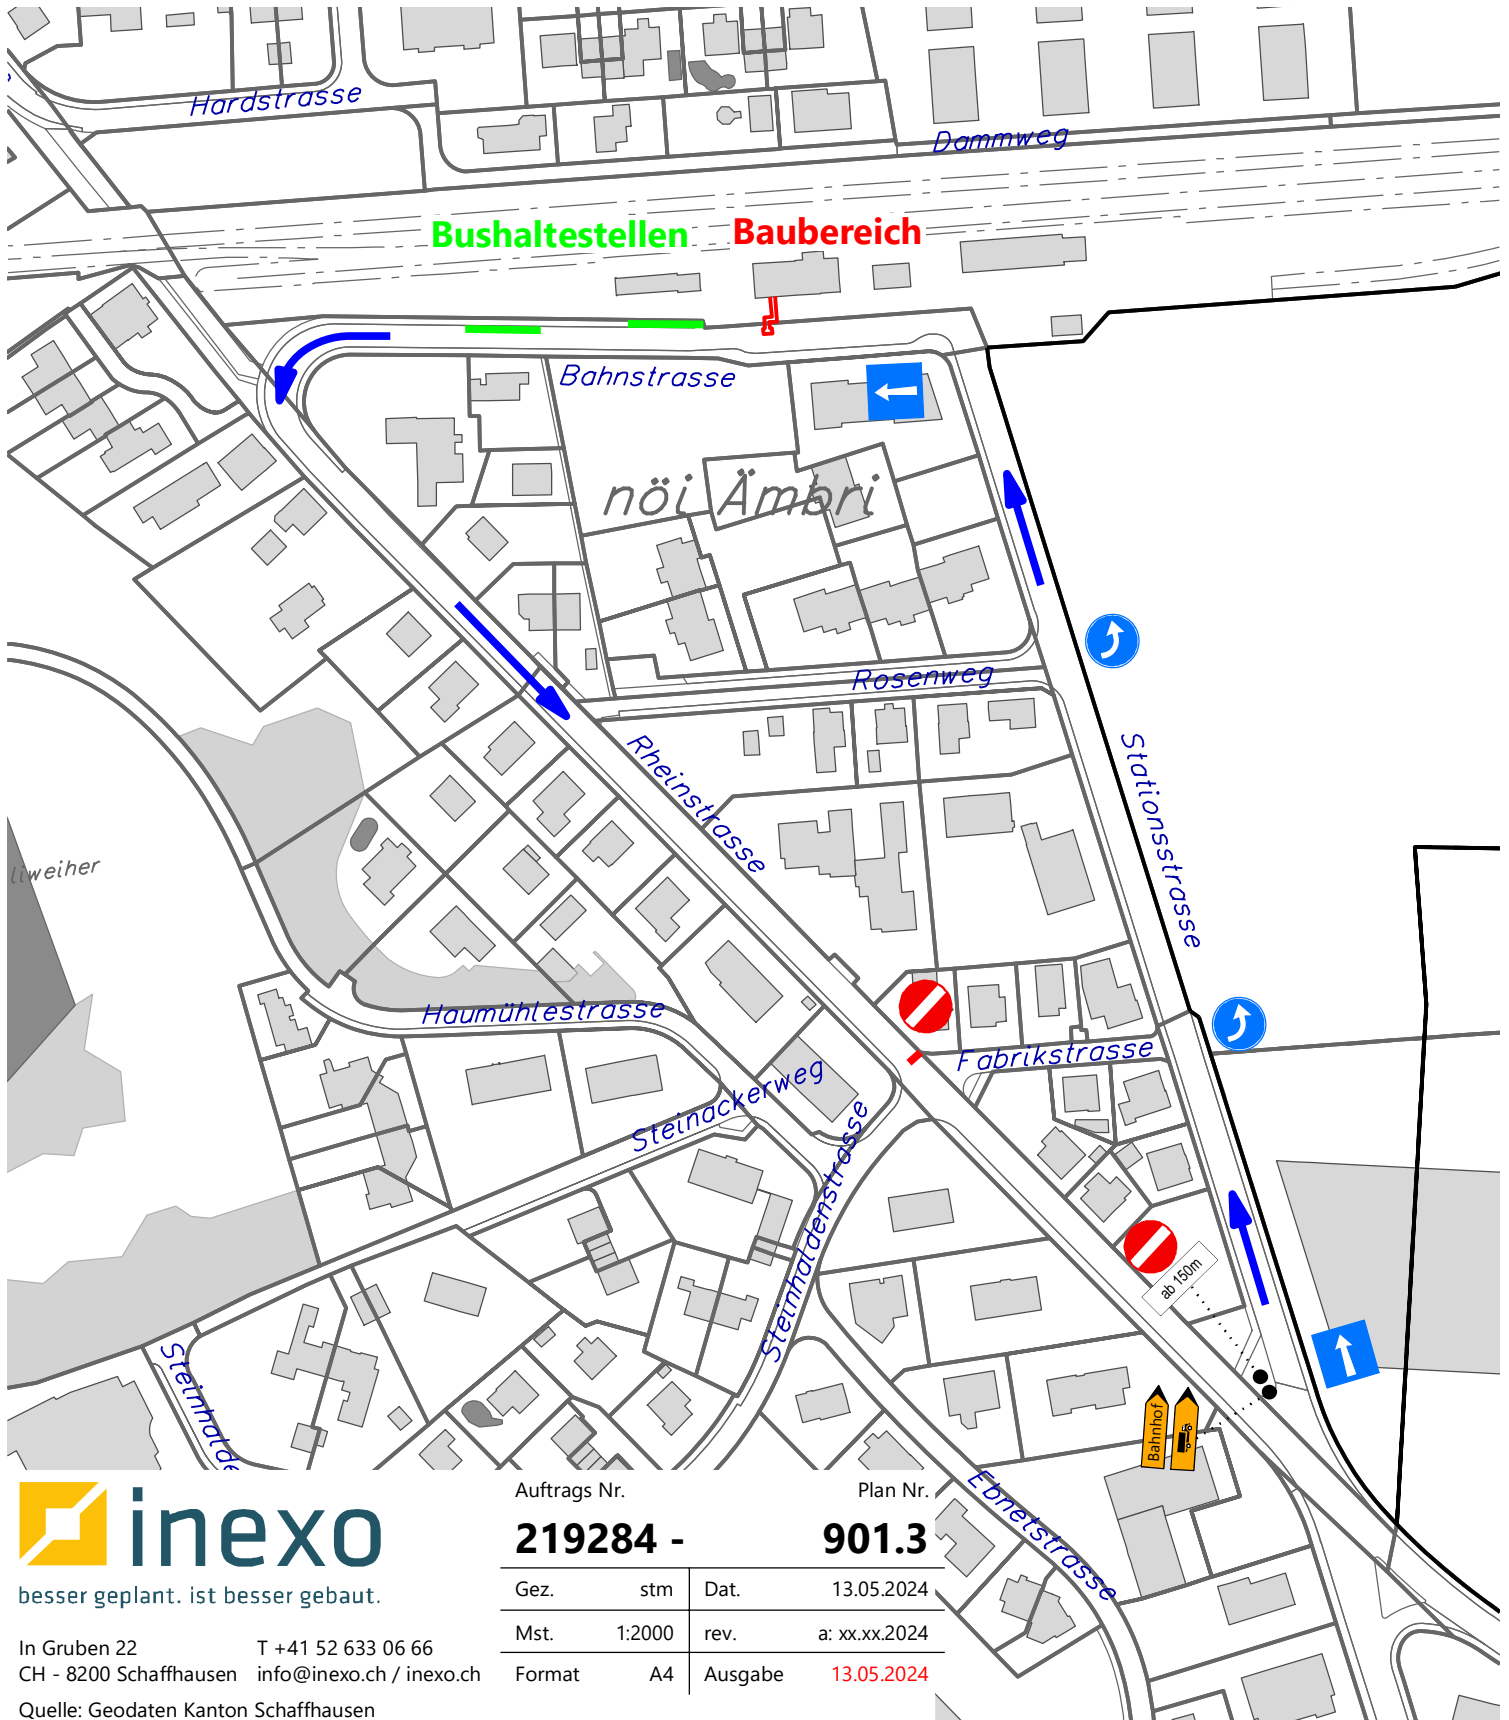 Hardstrasse
Dammweg
Bushaltestellen
Baubereich
Bahnstrasse
nöi Ämbri
Rosenweg
Rheinstrasse
Stationsstrasse
liweiher
Haumühlestrasse
Fabrikstrasse
Steinackerweg
Steinhaldenstrasse
ab 150m
Steinhalde
Bahnhof
Ebnetstrasse
inexo
besser geplant. ist besser gebaut.
In Gruben 22 T +41 52 633 06 66
CH - 8200 Schaffhausen info@inexo.ch / inexo.ch
Quelle: Geodaten Kanton Schaffhausen
Auftrags Nr. Plan Nr.
219284 - 901.3
Gez. stm Dat. 13.05.2024
Mst. 1:2000 rev. a: xx.xx.2024
Format A4 Ausgabe 13.05.2024